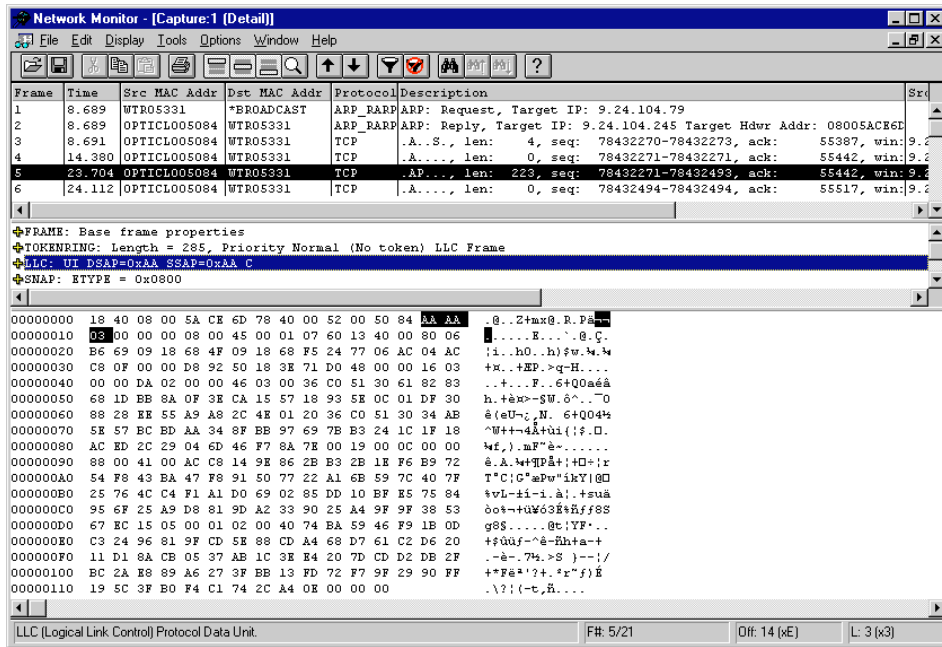 Network Monitor - [Capture:1 (Detail)]
File Edit Display Tools Options Window Help
Frame Time Src MAC Addr Dst MAC Addr Protocol Description Src
1 8.689 WTR05331 *BROADCAST ARP_RARP ARP: Request, Target IP: 9.24.104.79
2 8.689 OPTICL005084 WTR05331 ARP_RARP ARP: Reply, Target IP: 9.24.104.245 Target Hdwr Addr: 08005ACE6D
3 8.691 OPTICL005084 WTR05331 TCP .A..S., len: 4, seq: 78432270-78432273, ack: 55387, win: 9.2
4 14.380 OPTICL005084 WTR05331 TCP .A...., len: 0, seq: 78432271-78432271, ack: 55442, win: 9.2
5 23.704 OPTICL005084 WTR05331 TCP .AP..., len: 223, seq: 78432271-78432493, ack: 55442, win: 9.2
6 24.112 OPTICL005084 WTR05331 TCP .A...., len: 0, seq: 78432494-78432494, ack: 55517, win: 9.2
FRAME: Base frame properties
TOKENRING: Length = 285, Priority Normal (No token) LLC Frame
LLC: UI DSAP=0xAA SSAP=0xAA C
SNAP: ETYPE = 0x0800
00000000 18 40 08 00 5A CE 6D 78 40 00 52 00 50 84 AA AA .@..Z+mx@.R.Pä¬¬
00000010 03 00 00 00 08 00 45 00 01 07 60 13 40 00 80 06 ......E...`.@.Ç.
00000020 B6 69 09 18 68 4F 09 18 68 F5 24 77 06 AC 04 AC ¦i..hO..h)$w.¼.¼
00000030 C8 0F 00 00 D8 92 50 18 3E 71 D0 48 00 00 16 03 +¤..+ÆP.>q-H....
00000040 00 00 DA 02 00 00 46 03 00 36 C0 51 30 61 82 83 ..+...F..6+Q0aéâ
00000050 68 1D BB 8A 0F 3E CA 15 57 18 93 5E 0C 01 DF 30
00000060 88 28 EE 55 A9 A8 2C 4E 01 20 36 C0 51 30 34 AB
00000070 5E 57 BC BD AA 34 8F BB 97 69 7B B3 24 1C 1F 18
00000080 AC ED 2C 29 04 6D 46 F7 8A 7E 00 19 00 0C 00 00
00000090 88 00 41 00 AC C8 14 9E 86 2B B3 2B 1E F6 B9 72
000000A0 54 F8 43 BA 47 F8 91 50 77 22 A1 6B 59 7C 40 7F
000000B0 25 76 4C C4 F1 A1 D0 69 02 85 DD 10 BF E5 75 84
000000C0 95 6F 25 A9 D8 81 9D A2 33 90 25 A4 9F 9F 38 53
000000D0 67 EC 15 05 00 01 02 00 40 74 BA 59 46 F9 1B 0D
000000E0 C3 24 96 81 9F CD 5E 88 CD A4 68 D7 61 C2 D6 20
000000F0 11 D1 8A CB 05 37 AB 1C 3E E4 20 7D CD D2 DB 2F
00000100 BC 2A E8 89 A6 27 3F BB 13 FD 72 F7 9F 29 90 FF
00000110 19 5C 3F B0 F4 C1 74 2C A4 0E 00 00 00 .\?¦(-t,ñ....
LLC (Logical Link Control) Protocol Data Unit. F#: 5/21 Off: 14 (xE) L: 3 (x3)